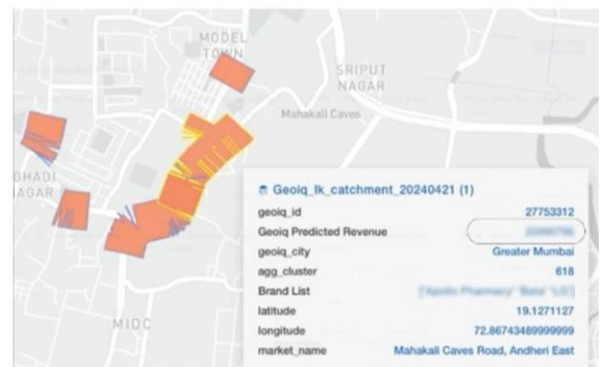 MODEL
TOWN
SRIPUT
NAGAR
Mahakali Caves
GHADI
NAGAR
MIDC
Geoiq_lk_catchment_20240421 (1)
geoiq_id 27753312
Geoiq Predicted Revenue
geoiq_city Greater Mumbai
agg_cluster 618
Brand List
latitude 19.1271127
longitude 72.86743489999999
market_name Mahakali Caves Road, Andheri East